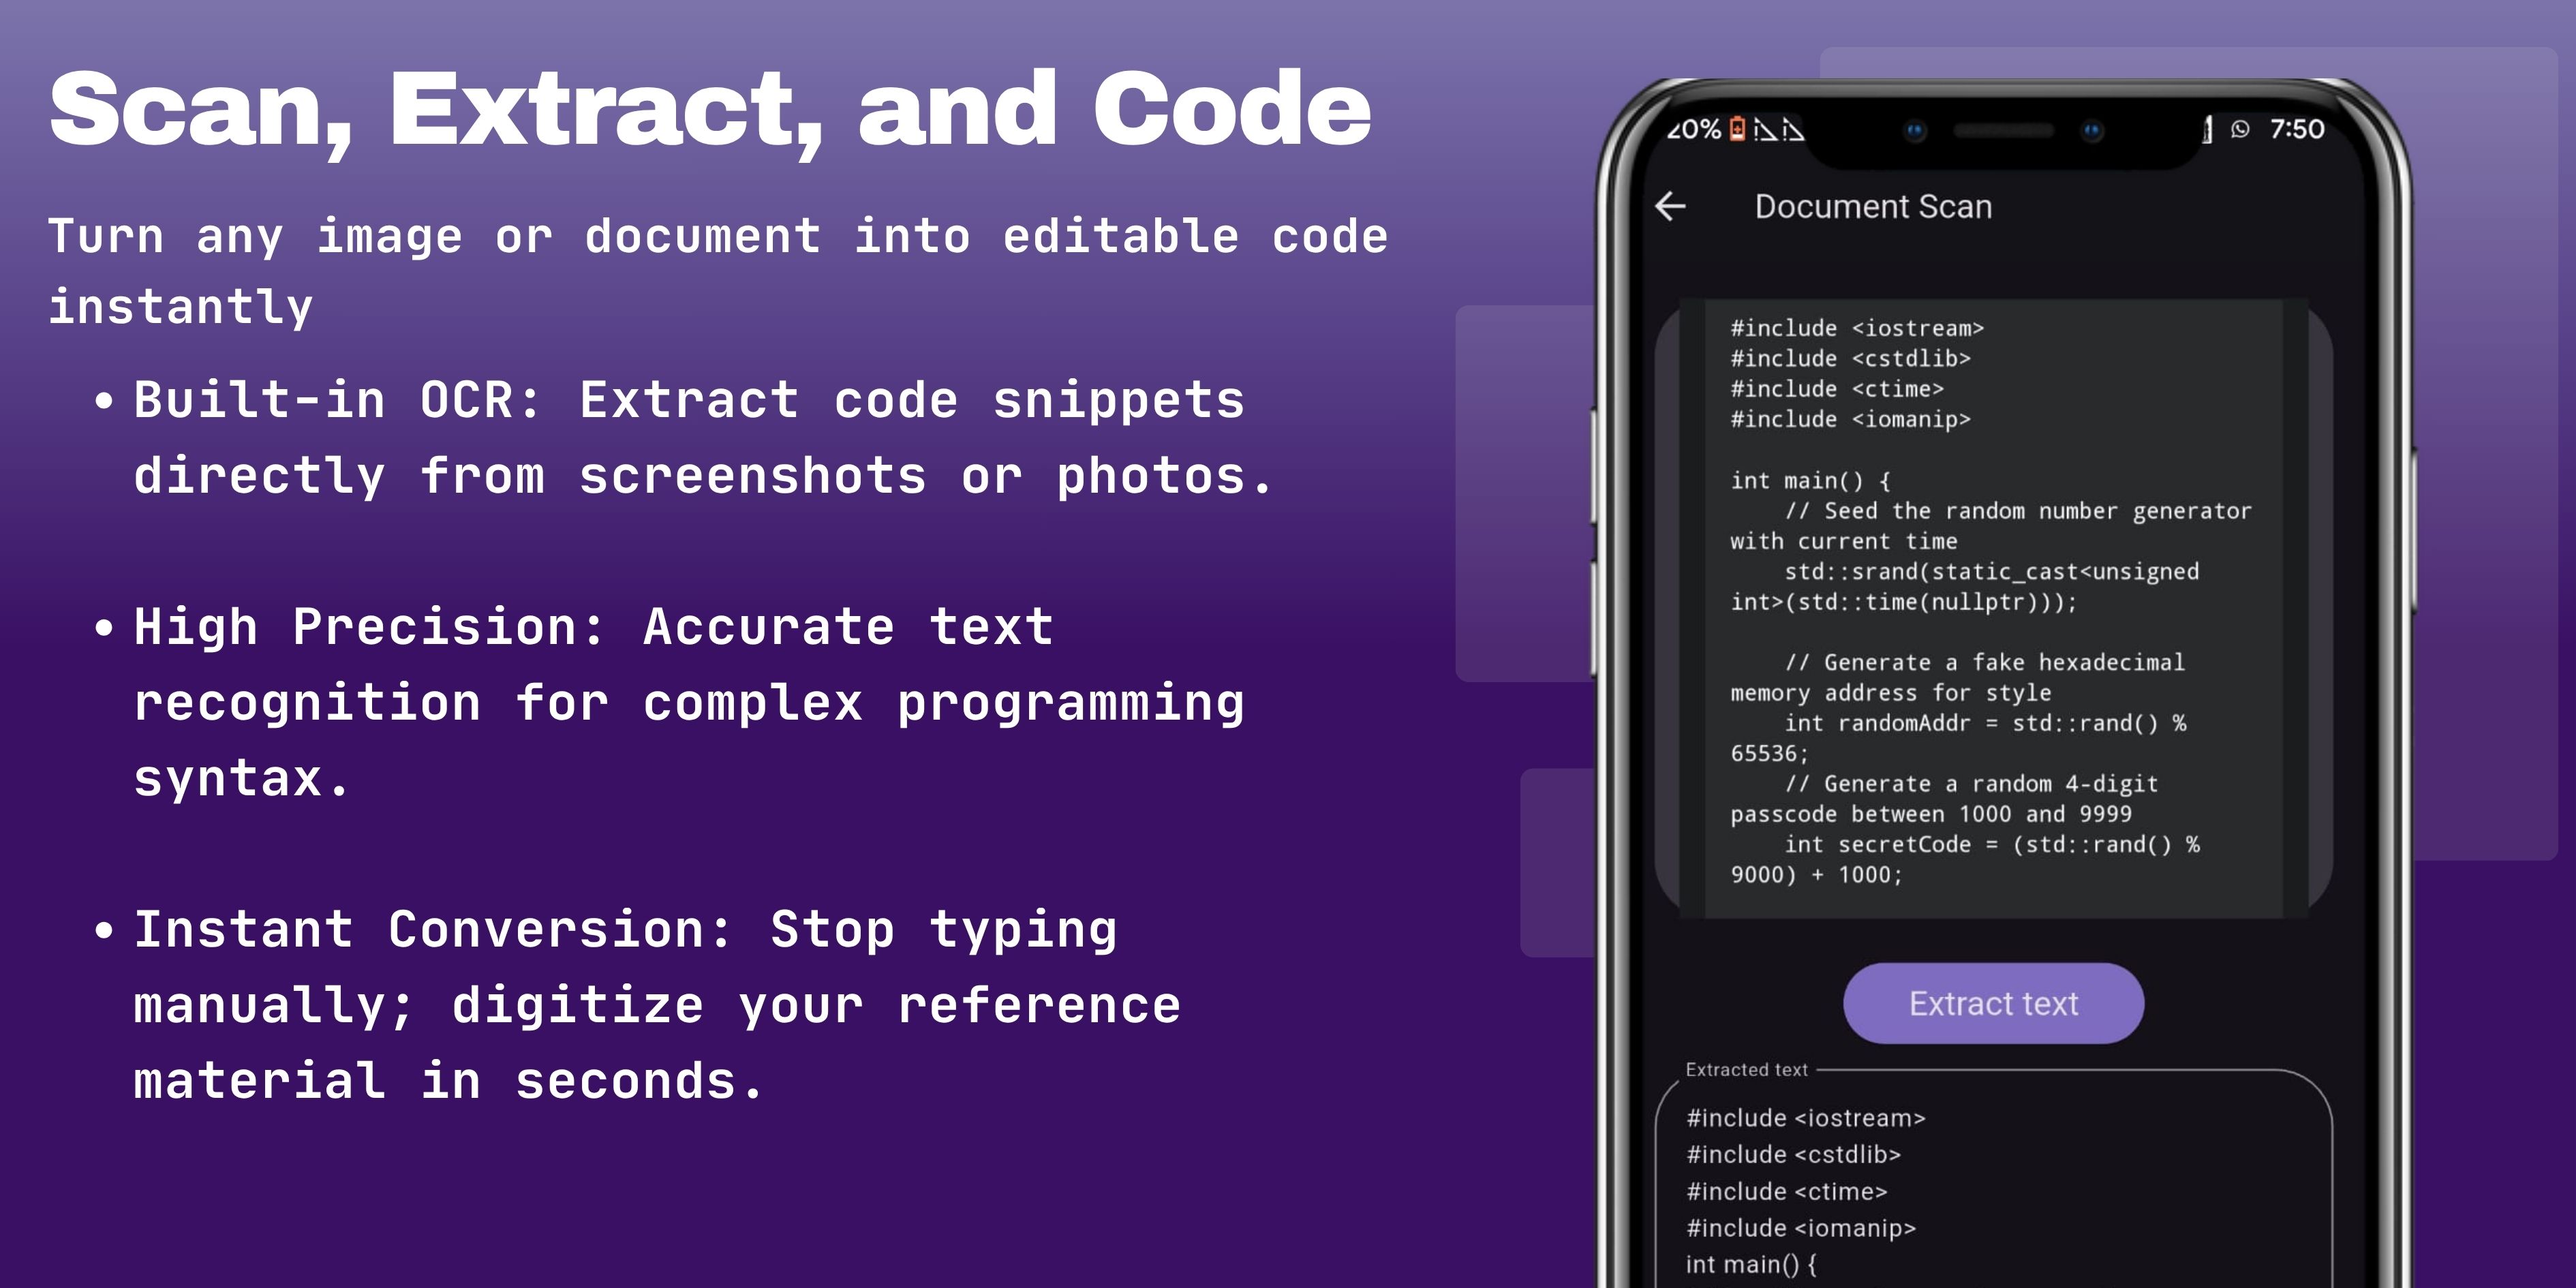 Scan, Extract, and Code
Turn any image or document into editable code
instantly
• Built-in OCR: Extract code snippets
directly from screenshots or photos.
• High Precision: Accurate text
recognition for complex programming
syntax.
• Instant Conversion: Stop typing
manually; digitize your reference
material in seconds.
20% 7:50
Document Scan
#include <iostream>
#include <cstdlib>
#include <ctime>
#include <iomanip>
int main() {
    // Seed the random number generator
with current time
    std::srand(static_cast<unsigned
int>(std::time(nullptr)));
    // Generate a fake hexadecimal
memory address for style
    int randomAddr = std::rand() %
65536;
    // Generate a random 4-digit
passcode between 1000 and 9999
    int secretCode = (std::rand() %
9000) + 1000;
Extract text
Extracted text
#include <iostream>
#include <cstdlib>
#include <ctime>
#include <iomanip>
int main() {